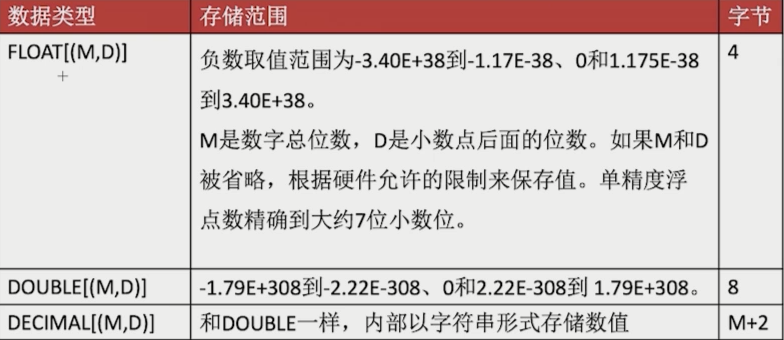 数据类型 存储范围 字节
FLOAT[(M,D)] 负数取值范围为-3.40E+38到-1.17E-38、0和1.175E-38 4
到3.40E+38。
M是数字总位数，D是小数点后面的位数。如果M和D
被省略，根据硬件允许的限制来保存值。单精度浮
点数精确到大约7位小数位。
DOUBLE[(M,D)] -1.79E+308到-2.22E-308、0和2.22E-308到 1.79E+308。 8
DECIMAL[(M,D)] 和DOUBLE一样，内部以字符串形式存储数值 M+2